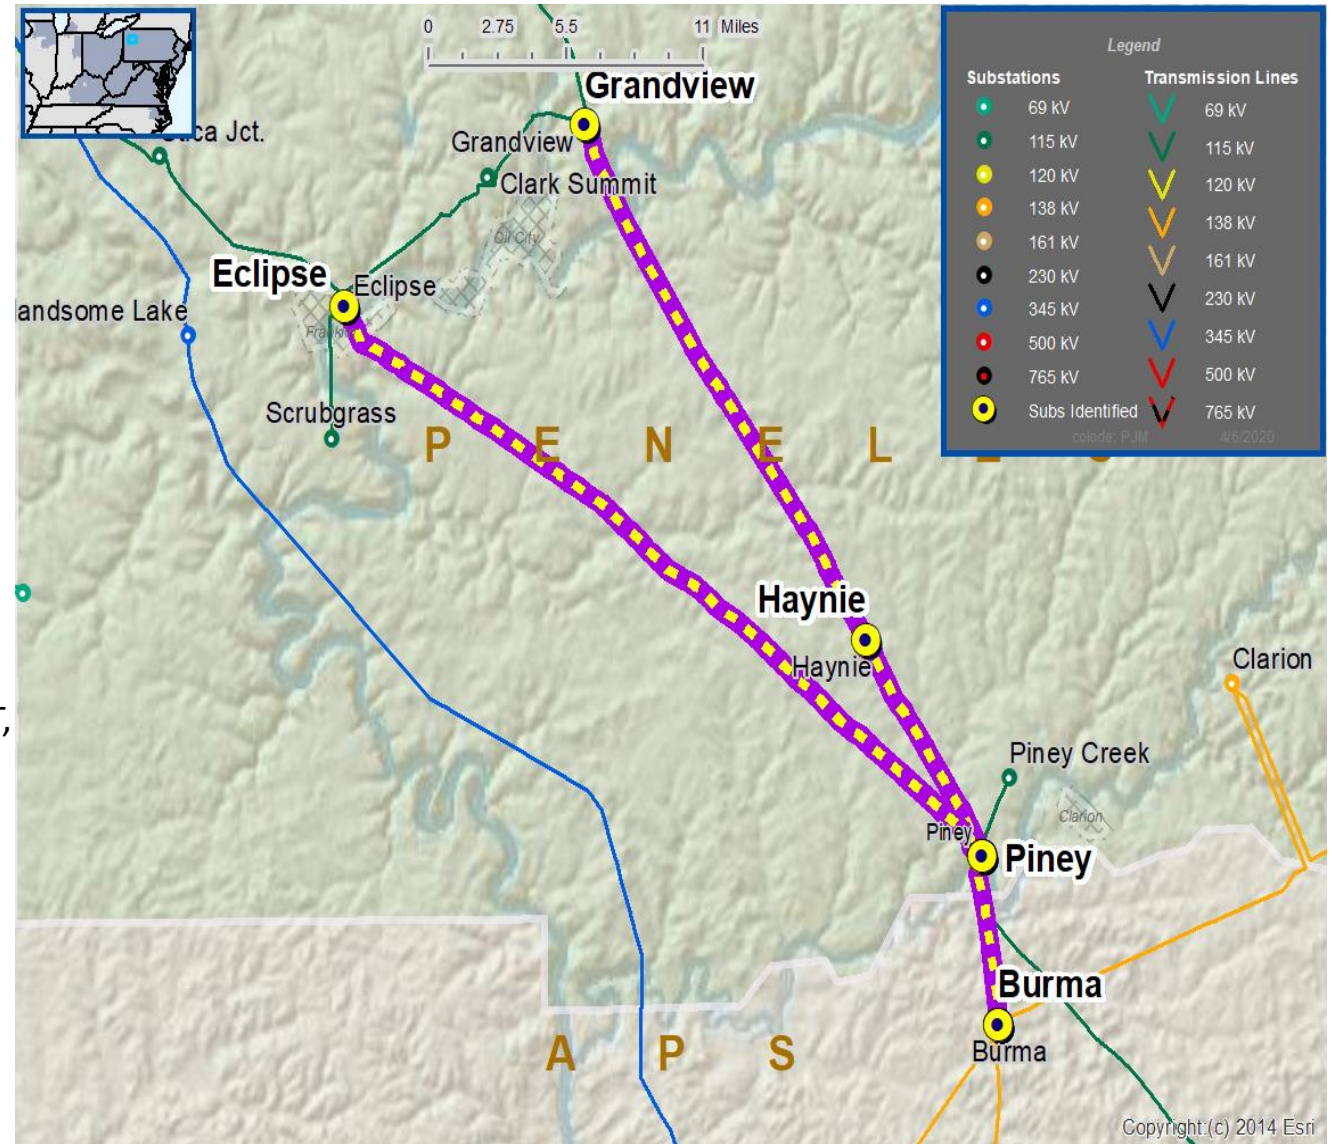 0 2.75 5.5 11 Miles
Grandview
Grandview
Clark Summit
Jct.
Oil City
Eclipse
Eclipse
Lake
Scrubgrass
P E N E L
Haynie
Haynie
Clarion
Piney Creek
Clarion
Piney
Piney
Burma
Burma
A P S
Legend
Substations Transmission Lines
69 kV 69 kV
115 kV 115 kV
120 kV 120 kV
138 kV 138 kV
161 kV 161 kV
230 kV 230 kV
345 kV 345 kV
500 kV 500 kV
765 kV 765 kV
Subs Identified
colode: PJM 4/6/2020
Copyright:(c) 2014 Esri